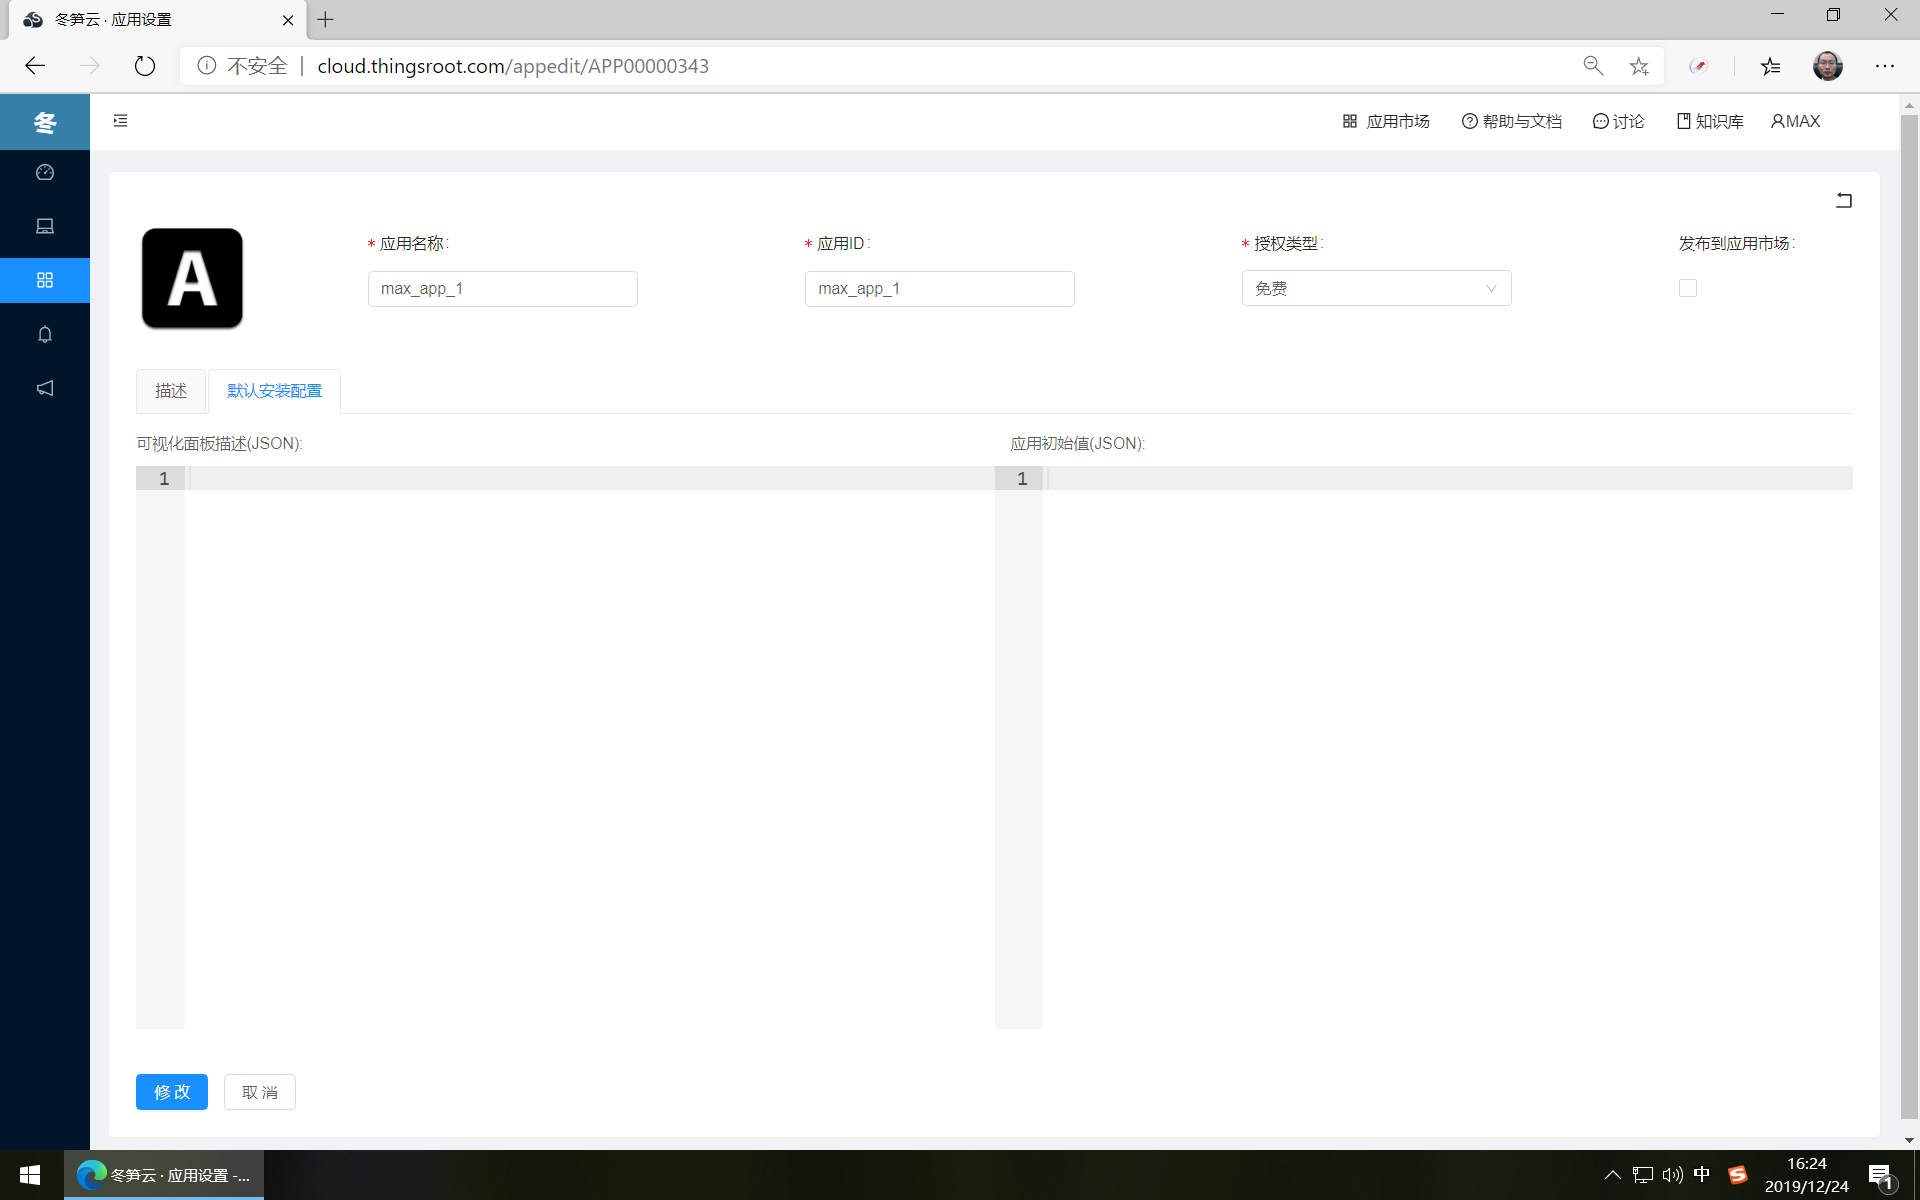 冬笋云 · 应用设置
不安全
cloud.thingsroot.com/appedit/APP00000343
冬
应用市场
帮助与文档
讨论
知识库
MAX
A
* 应用名称:
* 应用ID:
* 授权类型:
发布到应用市场:
max_app_1
max_app_1
免费
描述
默认安装配置
可视化面板描述(JSON):
应用初始值(JSON):
1
1
修 改
取 消
冬笋云 · 应用设置 -...
中
16:24
2019/12/24
1